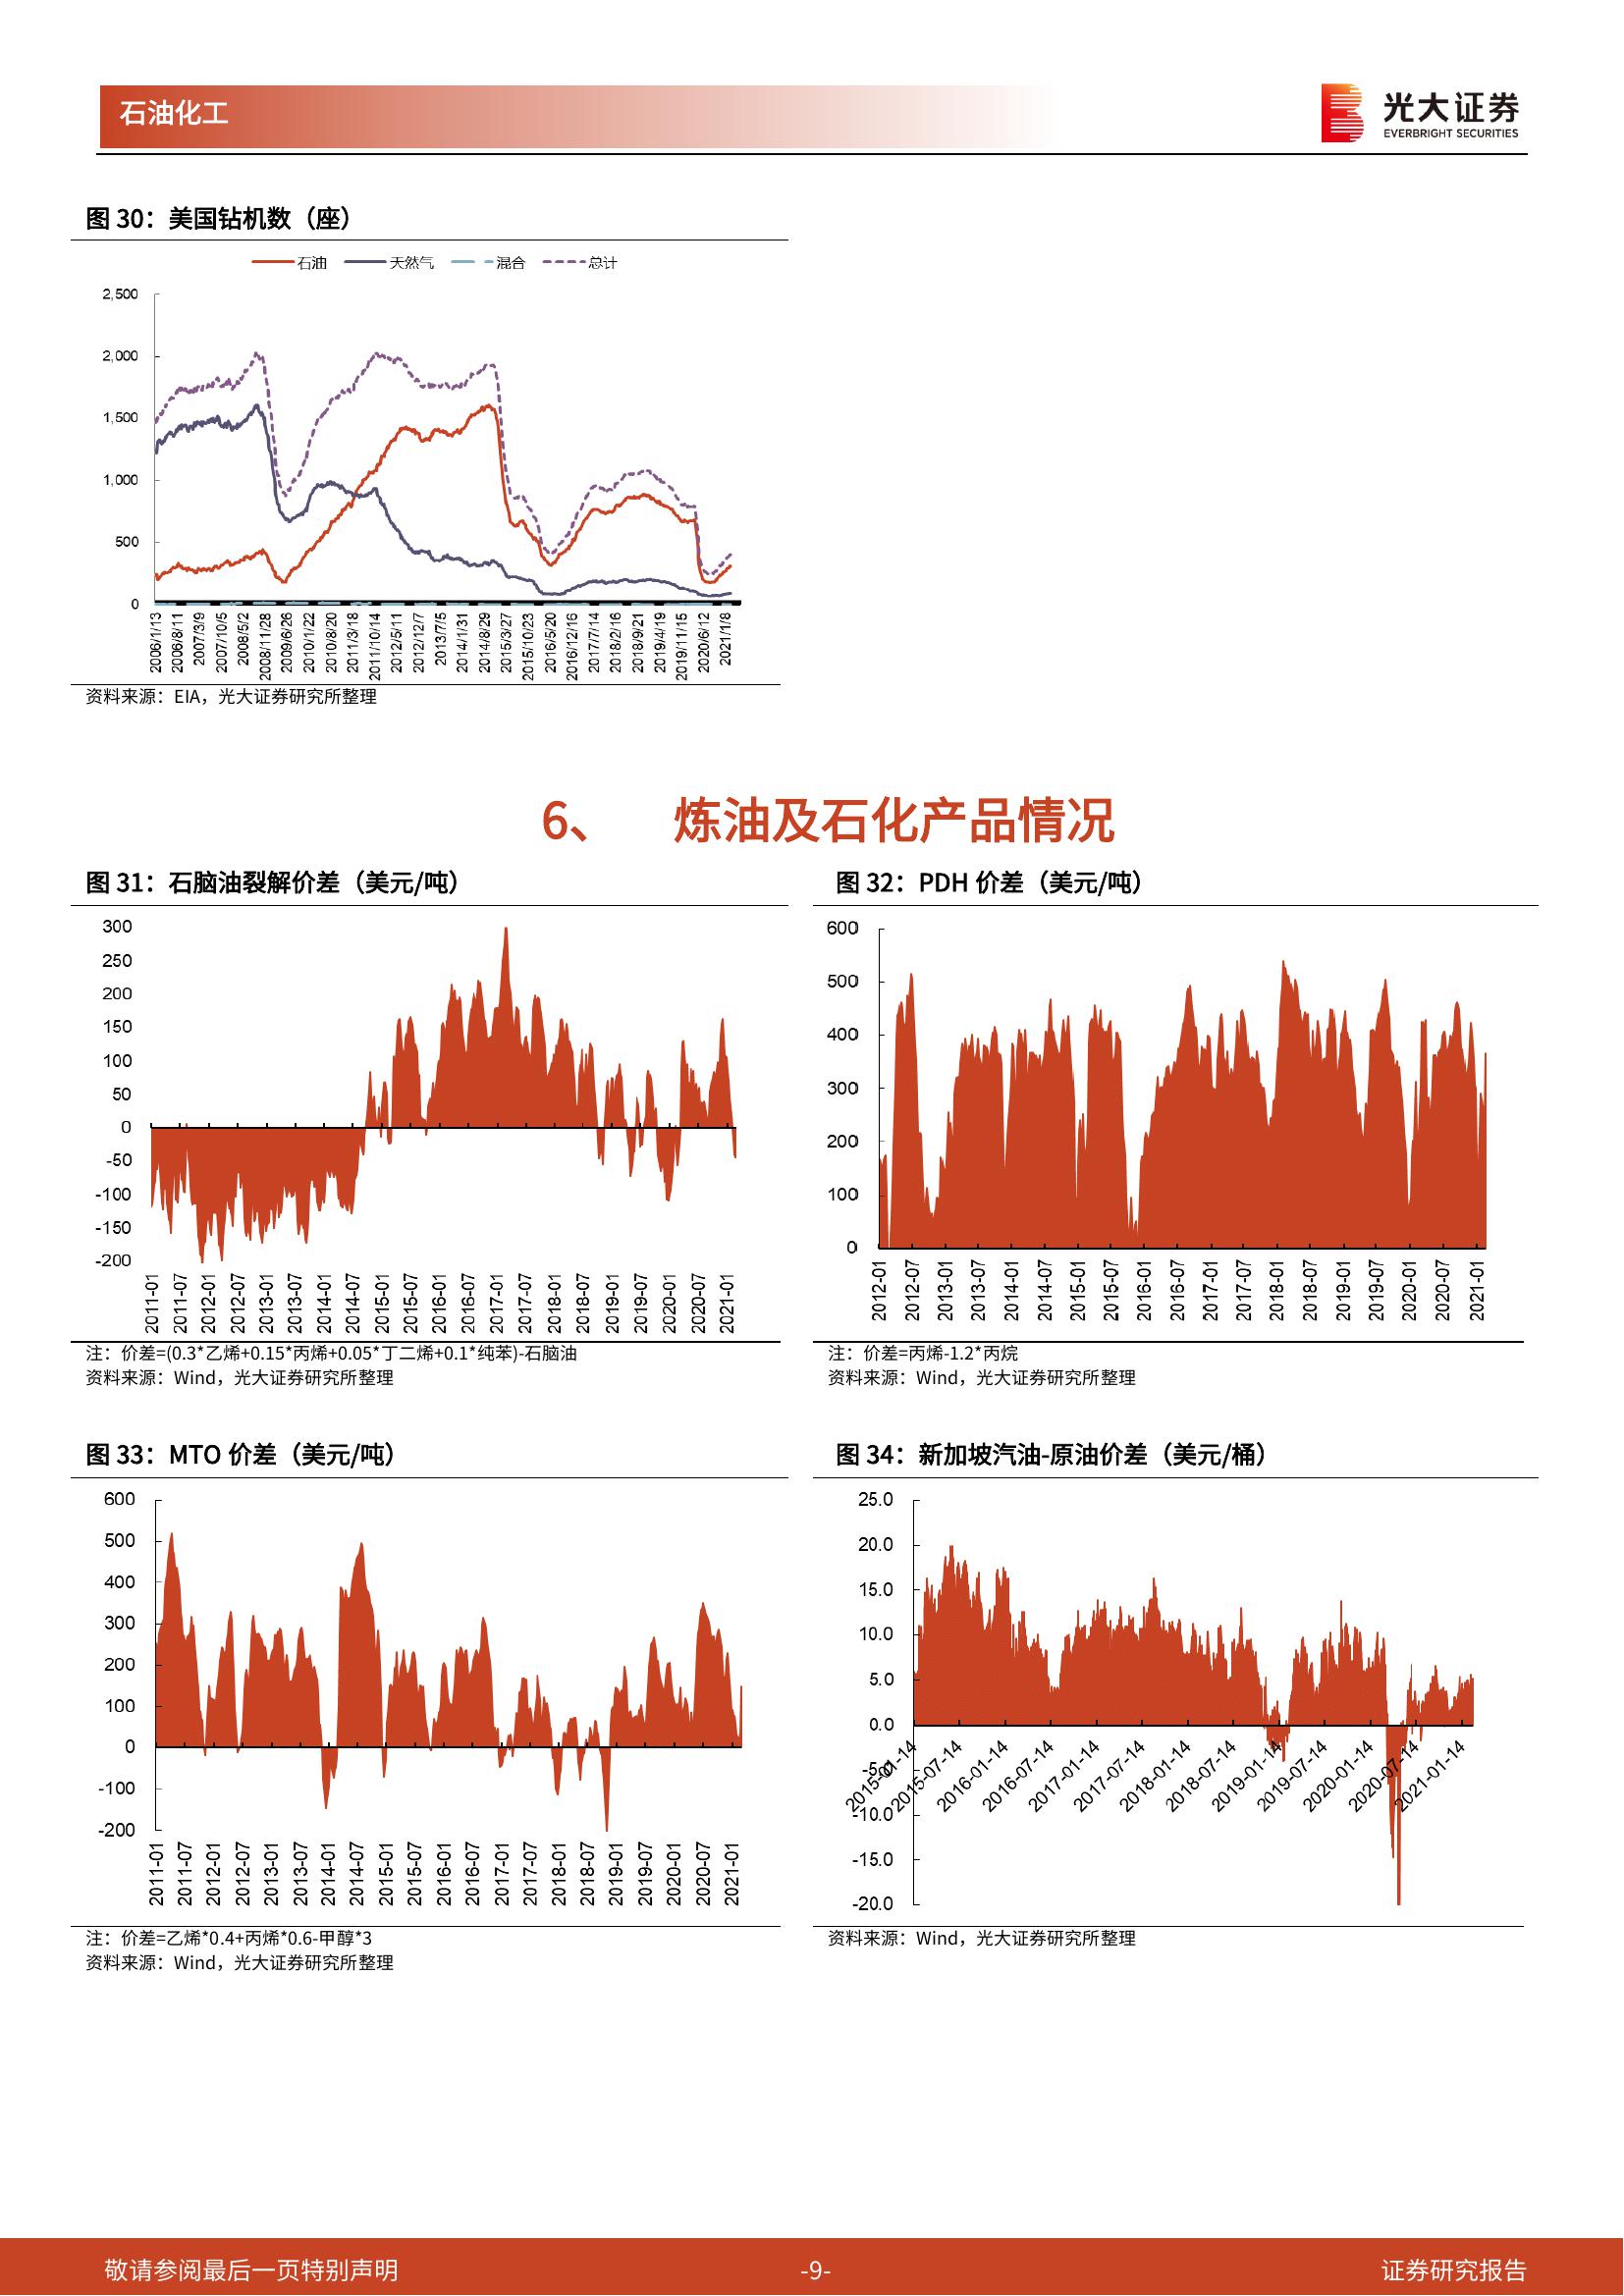 石油化工
光大证券
EVERBRIGHT SECURITIES
图 30：美国钻机数（座）
石油 天然气 混合 总计
2,500
2,000
1,500
1,000
500
0
2006/1/13 2006/8/11 2007/3/9 2007/10/5 2008/5/2 2008/11/28 2009/6/26 2010/1/22 2010/8/20 2011/3/18 2011/10/14 2012/5/11 2012/12/7 2013/7/5 2014/1/31 2014/8/29 2015/3/27 2015/10/23 2016/5/20 2016/12/16 2017/7/14 2018/2/16 2018/9/21 2019/4/19 2019/11/15 2020/6/12 2021/1/8
资料来源：EIA，光大证券研究所整理
6、 炼油及石化产品情况
图 31：石脑油裂解价差（美元/吨）
300
250
200
150
100
50
0
-50
-100
-150
-200
2011-01 2011-07 2012-01 2012-07 2013-01 2013-07 2014-01 2014-07 2015-01 2015-07 2016-01 2016-07 2017-01 2017-07 2018-01 2018-07 2019-01 2019-07 2020-01 2020-07 2021-01
注：价差=(0.3*乙烯+0.15*丙烯+0.05*丁二烯+0.1*纯苯)-石脑油
资料来源：Wind，光大证券研究所整理
图 32：PDH 价差（美元/吨）
600
500
400
300
200
100
0
2012-01 2012-07 2013-01 2013-07 2014-01 2014-07 2015-01 2015-07 2016-01 2016-07 2017-01 2017-07 2018-01 2018-07 2019-01 2019-07 2020-01 2020-07 2021-01
注：价差=丙烯-1.2*丙烷
资料来源：Wind，光大证券研究所整理
图 33：MTO 价差（美元/吨）
600
500
400
300
200
100
0
-100
-200
2011-01 2011-07 2012-01 2012-07 2013-01 2013-07 2014-01 2014-07 2015-01 2015-07 2016-01 2016-07 2017-01 2017-07 2018-01 2018-07 2019-01 2019-07 2020-01 2020-07 2021-01
注：价差=乙烯*0.4+丙烯*0.6-甲醇*3
资料来源：Wind，光大证券研究所整理
图 34：新加坡汽油-原油价差（美元/桶）
25.0
20.0
15.0
10.0
5.0
0.0
-5.0
-10.0
-15.0
-20.0
2015-01-14 2015-07-14 2016-01-14 2016-07-14 2017-01-14 2017-07-14 2018-01-14 2018-07-14 2019-01-14 2019-07-14 2020-01-14 2020-07-14 2021-01-14
资料来源：Wind，光大证券研究所整理
敬请参阅最后一页特别声明
-9-
证券研究报告